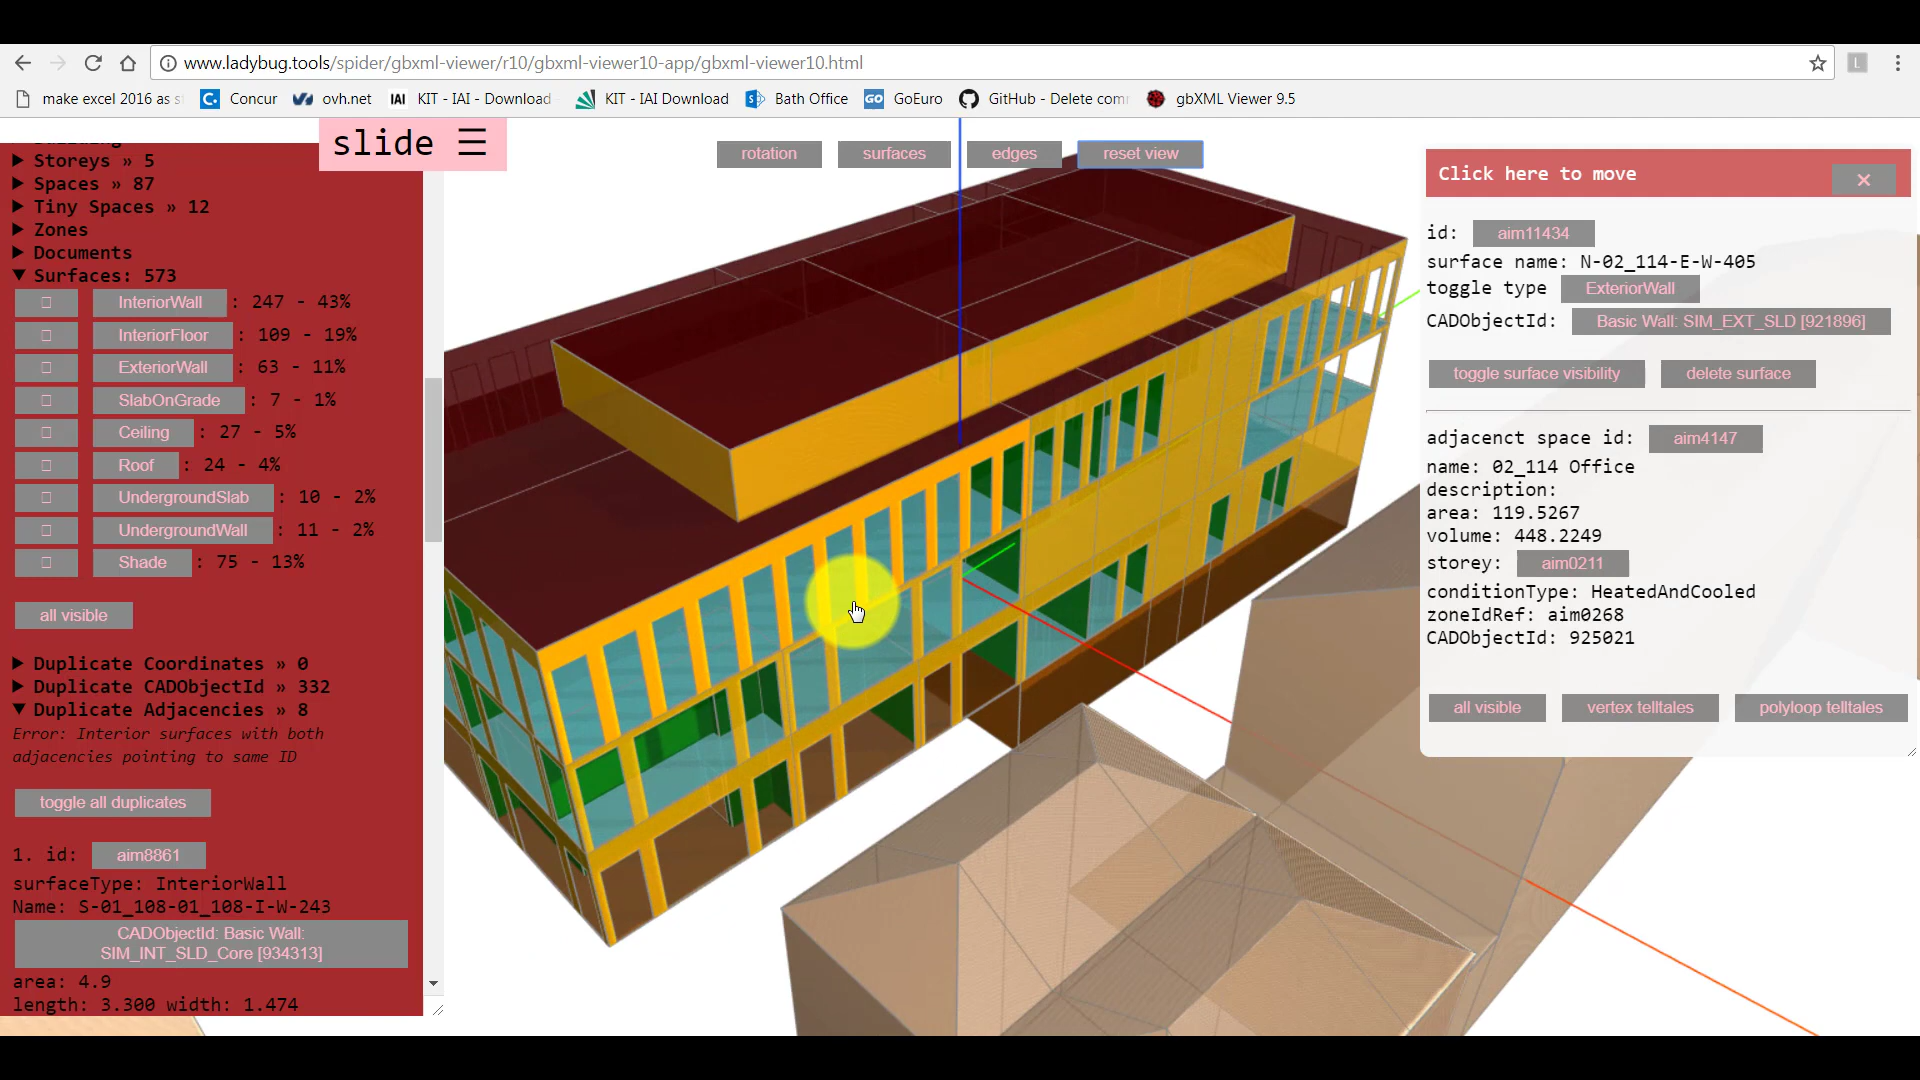 www.ladybug.tools/spider/gbxml-viewer/r10/gbxml-viewer10-app/gbxml-viewer10.html
L
make excel 2016 as s
C Concur
ovh.net
IAI KIT - IAI - Download
KIT - IAI Download
Bath Office
GO GoEuro
GitHub - Delete com
gbXML Viewer 9.5
slide ☰
rotation
surfaces
edges
reset view
▶ Storeys » 5
▶ Spaces » 87
▶ Tiny Spaces » 12
▶ Zones
▶ Documents
▼ Surfaces: 573
InteriorWall : 247 - 43%
InteriorFloor : 109 - 19%
ExteriorWall : 63 - 11%
SlabOnGrade : 7 - 1%
Ceiling : 27 - 5%
Roof : 24 - 4%
UndergroundSlab : 10 - 2%
UndergroundWall : 11 - 2%
Shade : 75 - 13%
all visible
▶ Duplicate Coordinates » 0
▶ Duplicate CADObjectId » 332
▼ Duplicate Adjacencies » 8
Error: Interior surfaces with both
adjacencies pointing to same ID
toggle all duplicates
1. id: aim8861
surfaceType: InteriorWall
Name: S-01_108-01_108-I-W-243
CADObjectId: Basic Wall:
SIM_INT_SLD_Core [934313]
area: 4.9
length: 3.300 width: 1.474
Click here to move
×
id: aim11434
surface name: N-02_114-E-W-405
toggle type ExteriorWall
CADObjectId: Basic Wall: SIM_EXT_SLD [921896]
toggle surface visibility
delete surface
adjacenct space id: aim4147
name: 02_114 Office
description:
area: 119.5267
volume: 448.2249
storey: aim0211
conditionType: HeatedAndCooled
zoneIdRef: aim0268
CADObjectId: 925021
all visible
vertex telltales
polyloop telltales